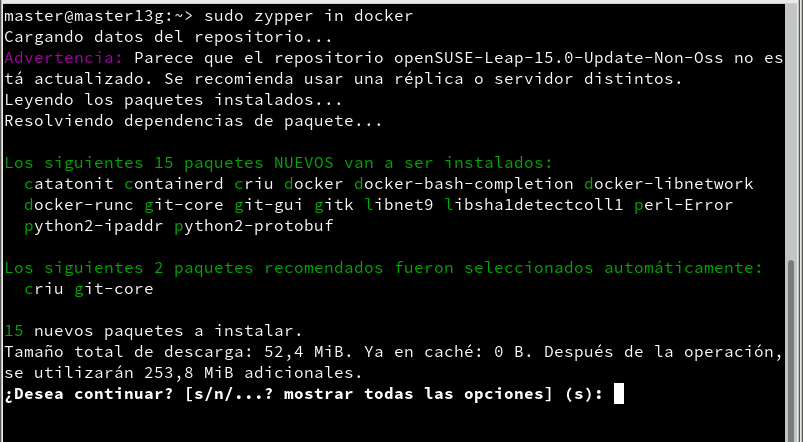 master@master13g:~> sudo zypper in docker
Cargando datos del repositorio...
Advertencia: Parece que el repositorio openSUSE-Leap-15.0-Update-Non-Oss no es
tá actualizado. Se recomienda usar una réplica o servidor distintos.
Leyendo los paquetes instalados...
Resolviendo dependencias de paquete...
Los siguientes 15 paquetes NUEVOS van a ser instalados:
catatonit containerd criu docker docker-bash-completion docker-libnetwork
docker-runc git-core git-gui gitk libnet9 libsha1detectcoll1 perl-Error
python2-ipaddr python2-protobuf
Los siguientes 2 paquetes recomendados fueron seleccionados automáticamente:
criu git-core
15 nuevos paquetes a instalar.
Tamaño total de descarga: 52,4 MiB. Ya en caché: 0 B. Después de la operación,
se utilizarán 253,8 MiB adicionales.
¿Desea continuar? [s/n/...? mostrar todas las opciones] (s):